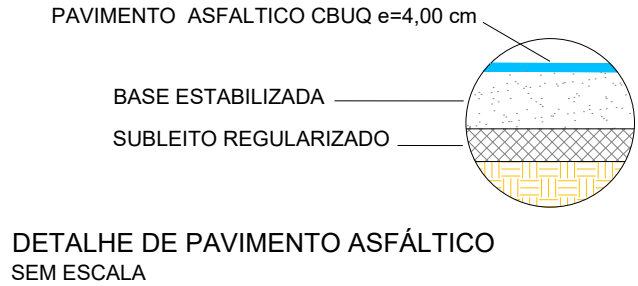 PAVIMENTO ASFALTICO CBUQ e=4,00 cm
BASE ESTABILIZADA
SUBLEITO REGULARIZADO
DETALHE DE PAVIMENTO ASFÁLTICO
SEM ESCALA